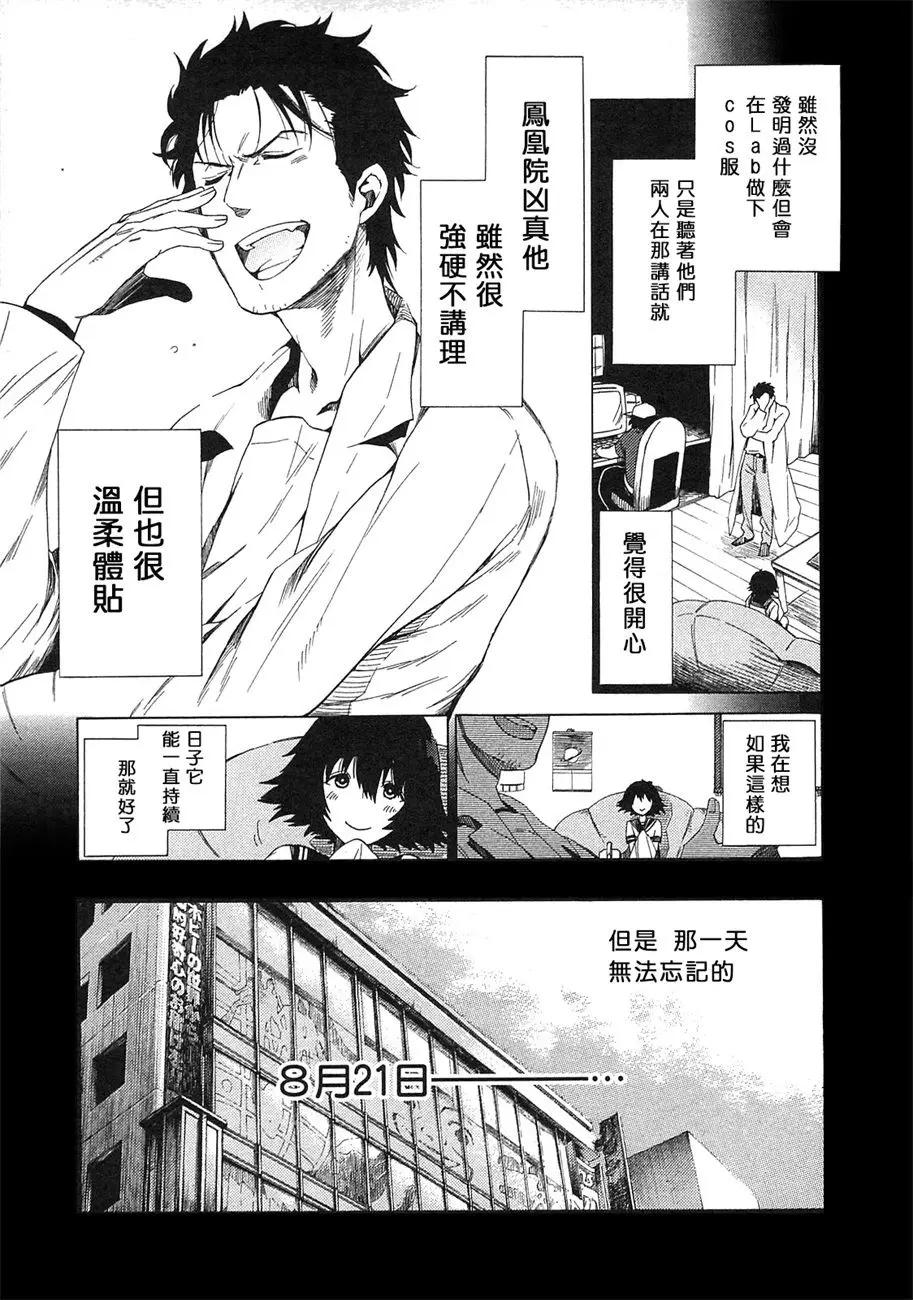 雖然沒
發明過什麼但會
在Lab做下
cos服
只是聽著他們
兩人在那講話就
覺得很開心
鳳凰院凶真他
雖然很
強硬不講理
但也很
溫柔體貼
我在想
如果這樣的
日子它
能一直持續
那就好了
但是 那一天
無法忘記的
8月21日———…